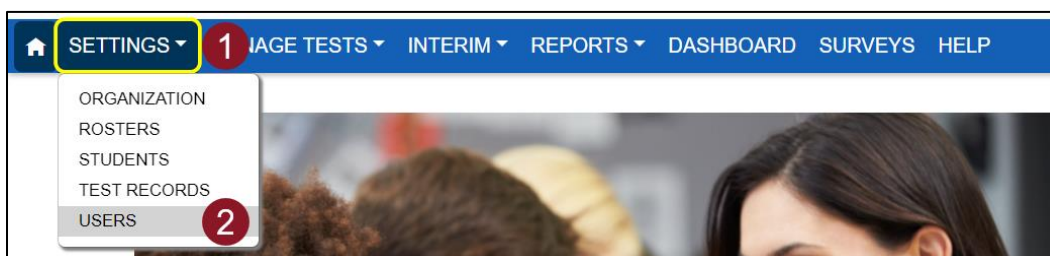 SETTINGS 1 NAGE TESTS INTERIM REPORTS DASHBOARD SURVEYS HELP
ORGANIZATION
ROSTERS
STUDENTS
TEST RECORDS
USERS 2